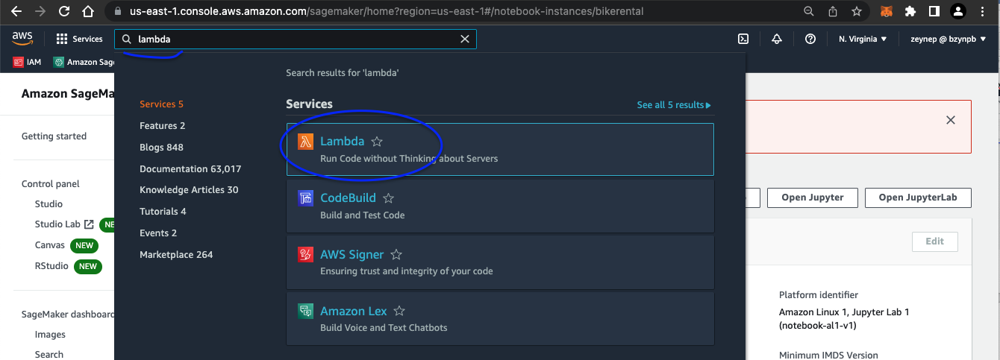 us-east-1.console.aws.amazon.com/sagemaker/home?region=us-east-1#/notebook-instances/bikerental
aws
Services
lambda
N. Virginia
zeynep @ bzynpb
IAM
Amazon Sage
Search results for 'lambda'
Amazon SageMa
Getting started
Control panel
Studio
Studio Lab
NE
Canvas NEW
RStudio NEW
SageMaker dashboard
Images
Search
Services 5
Features 2
Blogs 848
Documentation 63,017
Knowledge Articles 30
Tutorials 4
Events 2
Marketplace 264
Services
See all 5 results
Lambda
Run Code without Thinking about Servers
CodeBuild
Build and Test Code
AWS Signer
Ensuring trust and integrity of your code
Amazon Lex
Build Voice and Text Chatbots
Open Jupyter
Open JupyterLab
Edit
Platform identifier
Amazon Linux 1, Jupyter Lab 1
(notebook-al1-v1)
Minimum IMDS Version